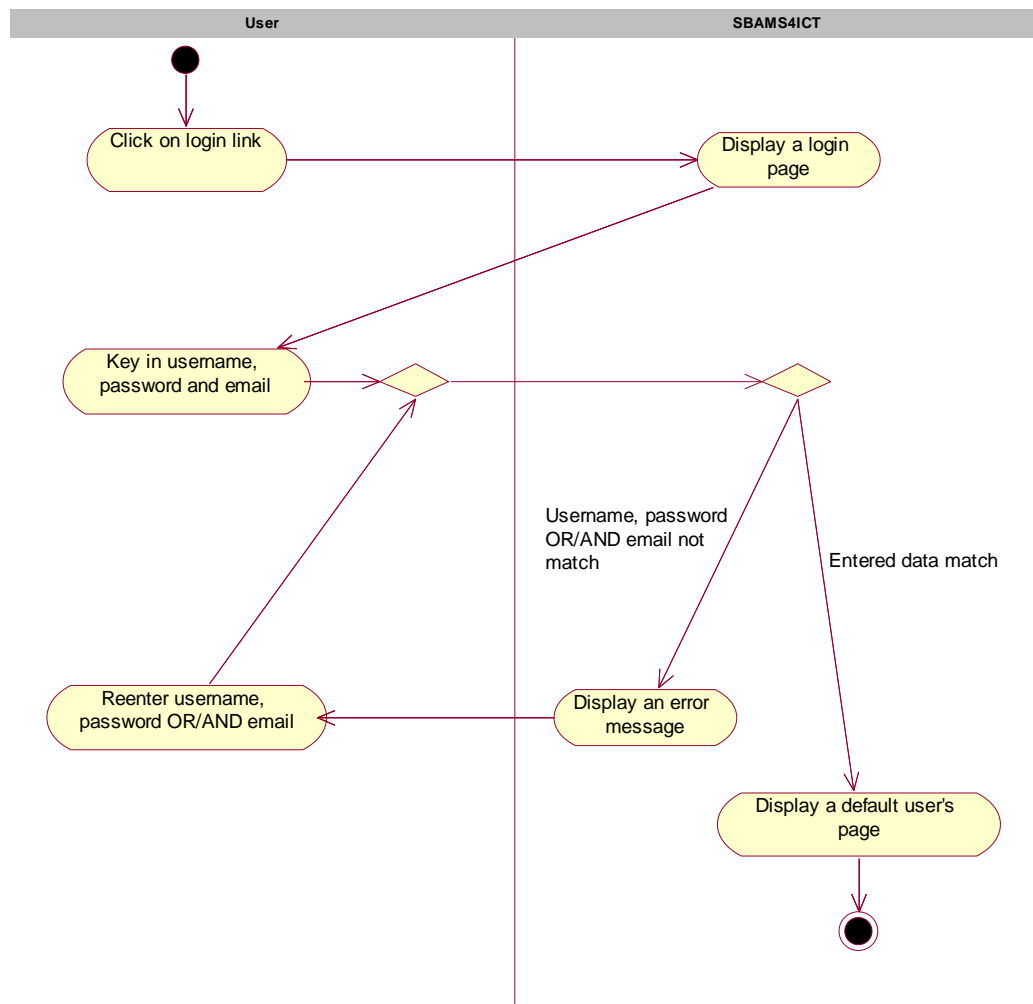 User
SBAMS4ICT
Click on login link
Display a login
page
Key in username,
password and email
Username, password
OR/AND email not
match
Entered data match
Reenter username,
password OR/AND email
Display an error
message
Display a default user's
page